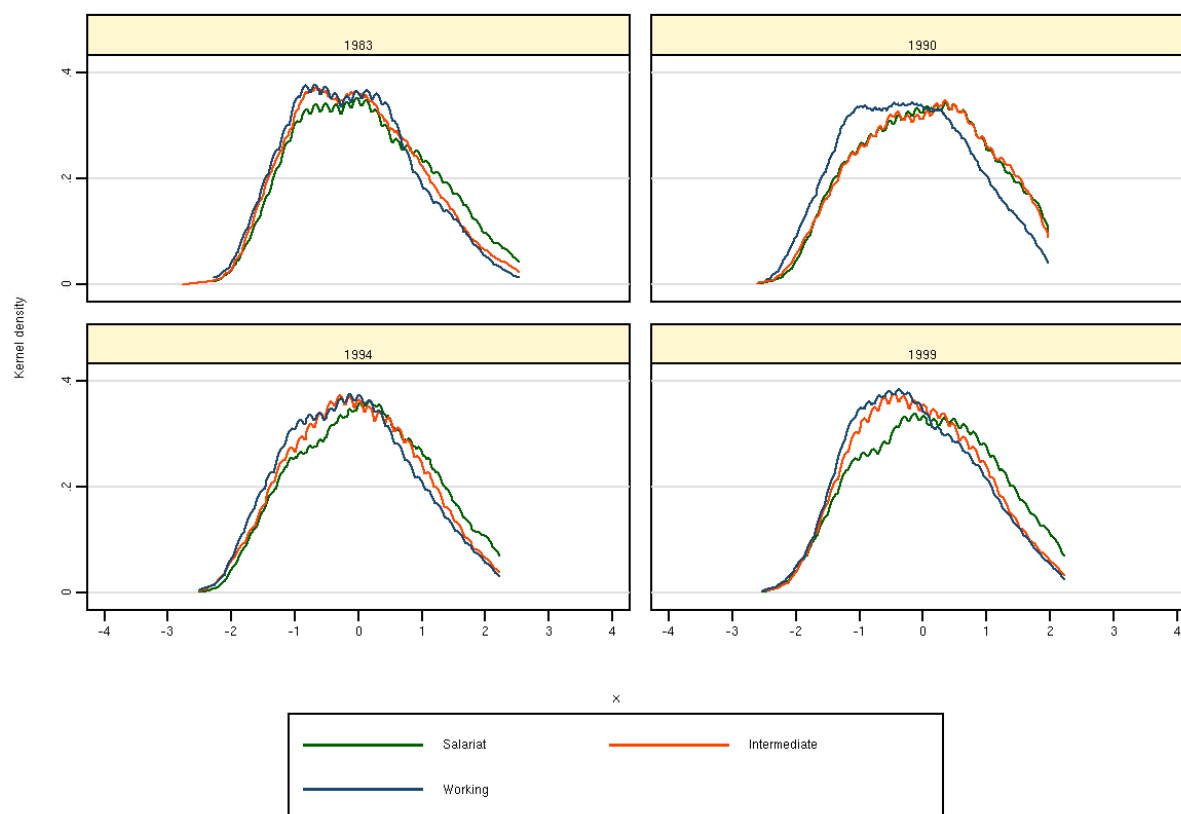 1983
1990
.4
.2
0
Kernel density
1994
1999
.4
.2
0
-4 -3 -2 -1 0 1 2 3 4
-4 -3 -2 -1 0 1 2 3 4
x
Salariat Intermediate
Working